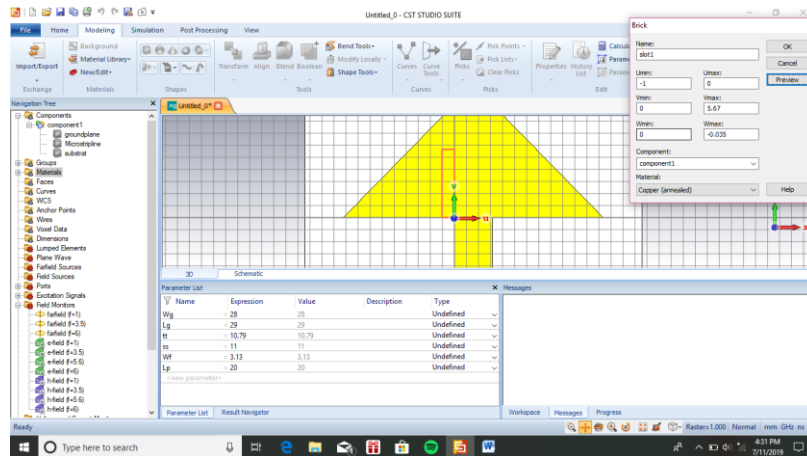 Untitled_0 - CST STUDIO SUITE
File Home Modeling Simulation Post Processing View
Import/Export
Background
Material Library
New/Edit
Transform Align Blend Boolean
Bend Tools
Modify Locally
Shape Tools
Curves Curve Tools
Picks
Pick Points
Pick Lists
Clear Picks
Properties History List
Exchange Materials Shapes Tools Curves Picks Edit
Brick
Name:
slot1
OK
Cancel
Preview
Help
Umin: Umax:
-1 0
Vmin: Vmax:
0 5.67
Wmin: Wmax:
0 -0.035
Component:
component1
Material:
Copper (annealed)
Navigation Tree
Components
component1
groundplane
Microstripline
substrat
Groups
Materials
Faces
Curves
WCS
Anchor Points
Wires
Voxel Data
Dimensions
Lumped Elements
Plane Wave
Farfield Sources
Field Sources
Ports
Excitation Signals
Field Monitors
farfield (f=1)
farfield (f=3.5)
farfield (f=6)
e-field (f=1)
e-field (f=3.5)
e-field (f=5.6)
e-field (f=6)
h-field (f=1)
h-field (f=3.5)
h-field (f=5.6)
h-field (f=6)
Untitled_0*
v
u
x
3D Schematic
Parameter List
Name Expression Value Description Type
Wg = 28 28 Undefined
Lg = 29 29 Undefined
tt = 10.79 10.79 Undefined
ss = 11 11 Undefined
Wf = 3.13 3.13 Undefined
Lp = 20 20 Undefined
<new parameter>
Parameter List Result Navigator
Messages
Workspace Messages Progress
Ready
Raster=1.000 Normal mm GHz ns
Type here to search
4:31 PM
7/11/2019